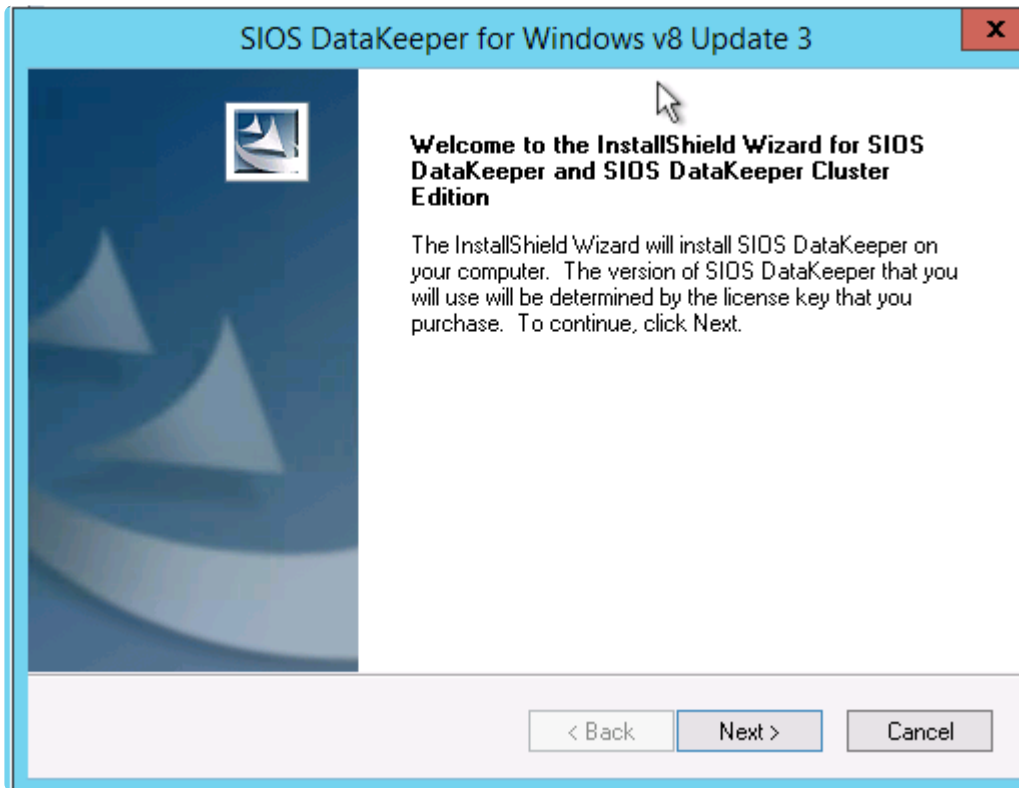 SIOS DataKeeper for Windows v8 Update 3
x
Welcome to the InstallShield Wizard for SIOS
DataKeeper and SIOS DataKeeper Cluster
Edition
The InstallShield Wizard will install SIOS DataKeeper on
your computer.  The version of SIOS DataKeeper that you
will use will be determined by the license key that you
purchase.  To continue, click Next.
< Back
Next >
Cancel